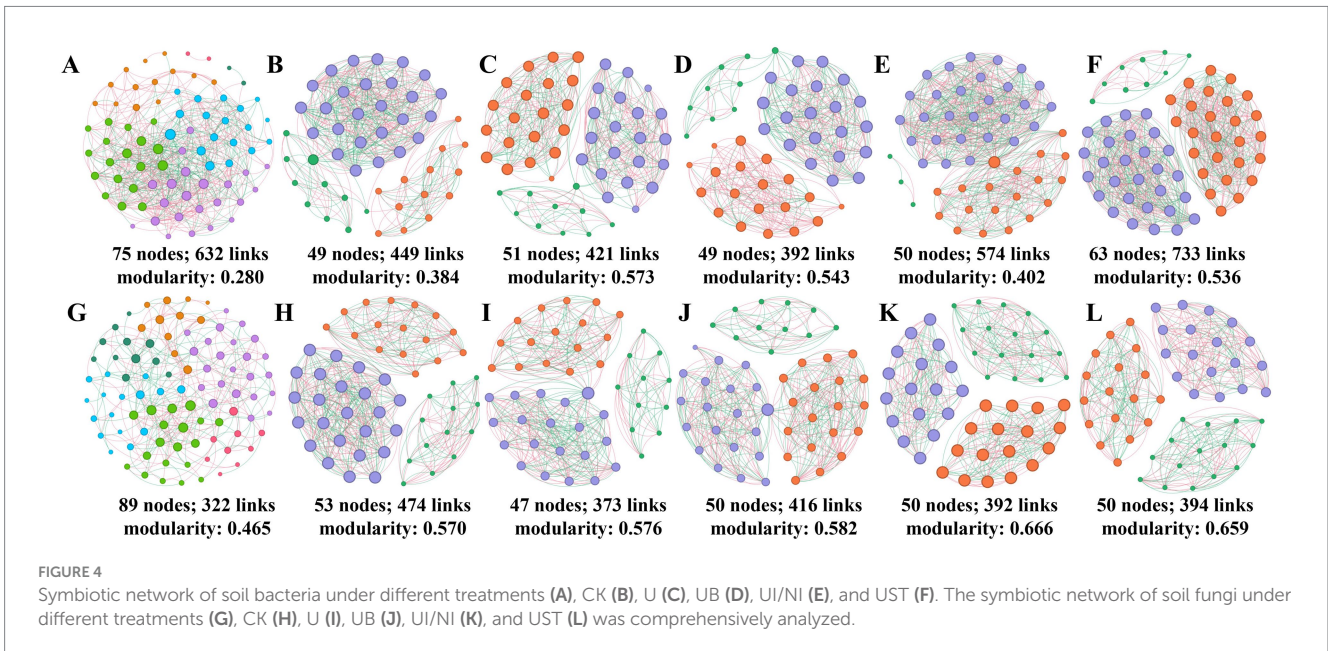 A B C D E F
75 nodes; 632 links
modularity: 0.280
49 nodes; 449 links
modularity: 0.384
51 nodes; 421 links
modularity: 0.573
49 nodes; 392 links
modularity: 0.543
50 nodes; 574 links
modularity: 0.402
63 nodes; 733 links
modularity: 0.536
G H I J K L
89 nodes; 322 links
modularity: 0.465
53 nodes; 474 links
modularity: 0.570
47 nodes; 373 links
modularity: 0.576
50 nodes; 416 links
modularity: 0.582
50 nodes; 392 links
modularity: 0.666
50 nodes; 394 links
modularity: 0.659
FIGURE 4
Symbiotic network of soil bacteria under different treatments (A), CK (B), U (C), UB (D), UI/NI (E), and UST (F). The symbiotic network of soil fungi under
different treatments (G), CK (H), U (I), UB (J), UI/NI (K), and UST (L) was comprehensively analyzed.